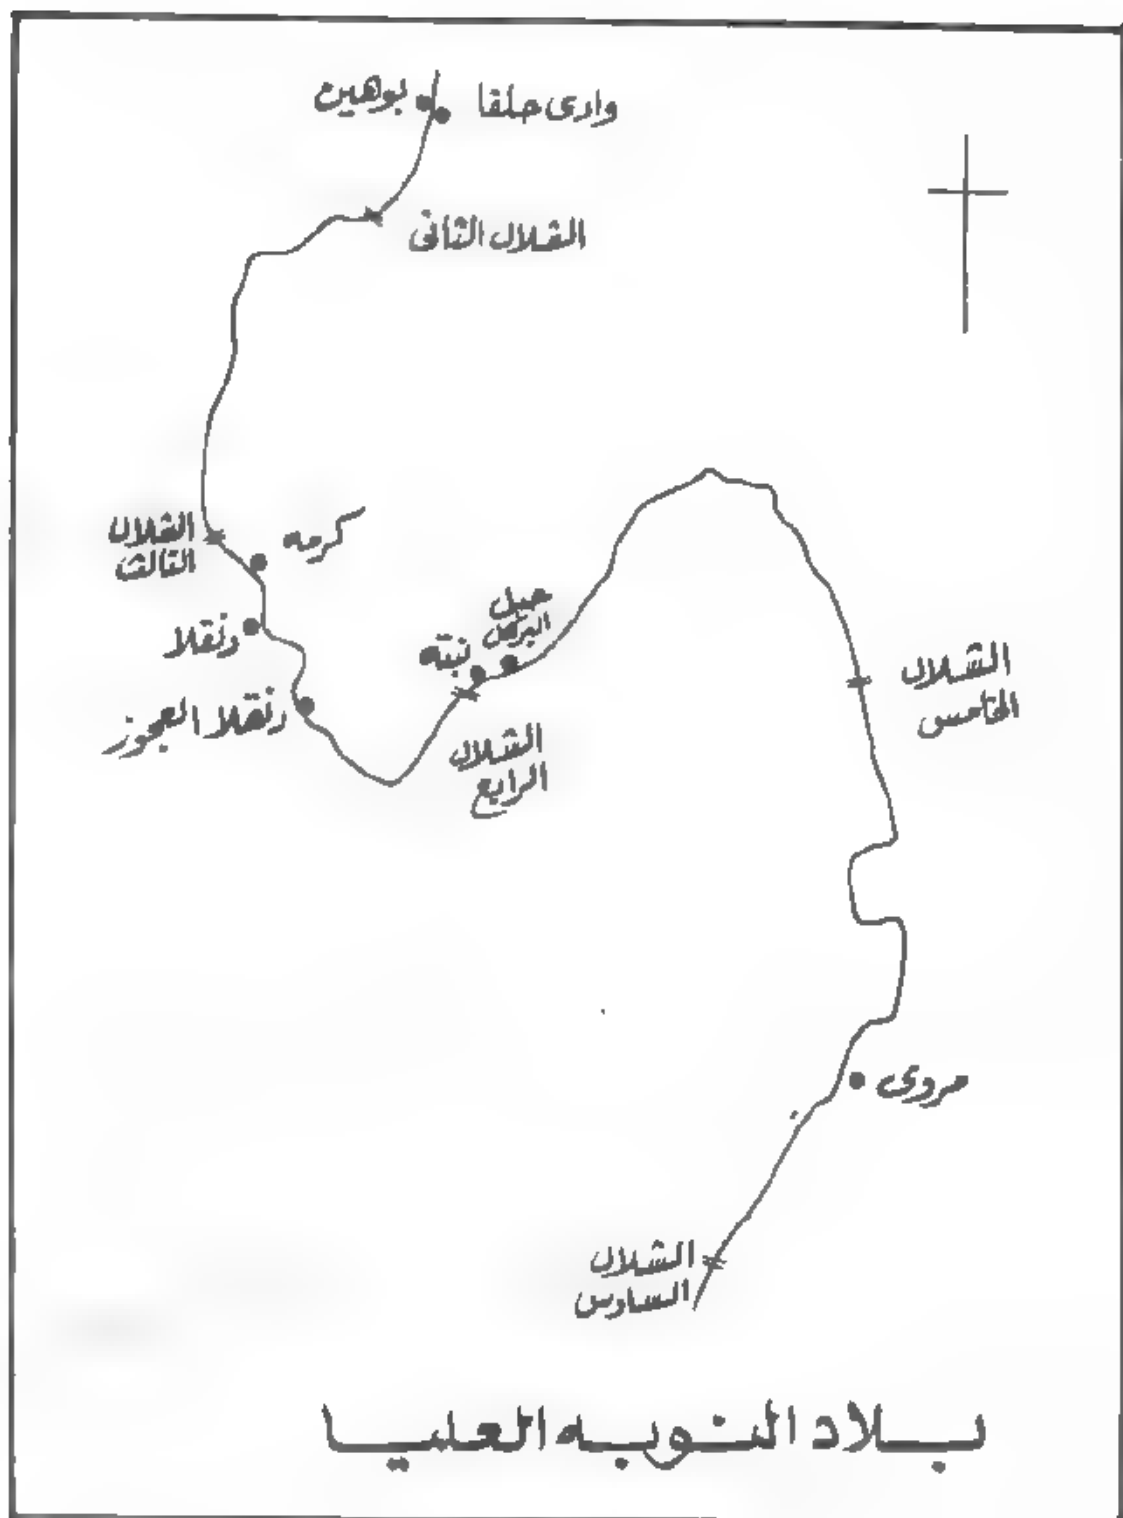 وادى حلفا
بوهين
الشلال الثانى
كرمه
الشلال
الثالث
دنقلا
دنقلا العجوز
جبل
البركل
نبته
الشلال
الرابع
الشلال
الخامس
مروى
الشلال
السادس
بلاد النوبه العليا